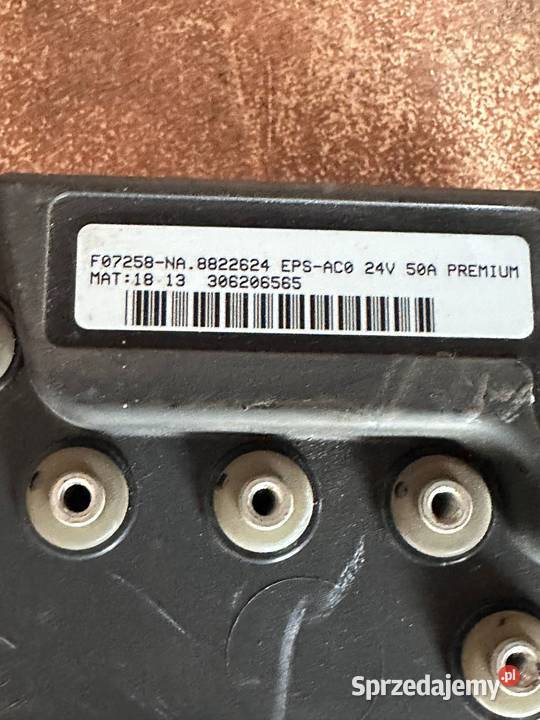 F07258-NA.8822624 EPS-AC0 24V 50A PREMIUM
MAT:18 13 306206565
Sprzedajemy.pl